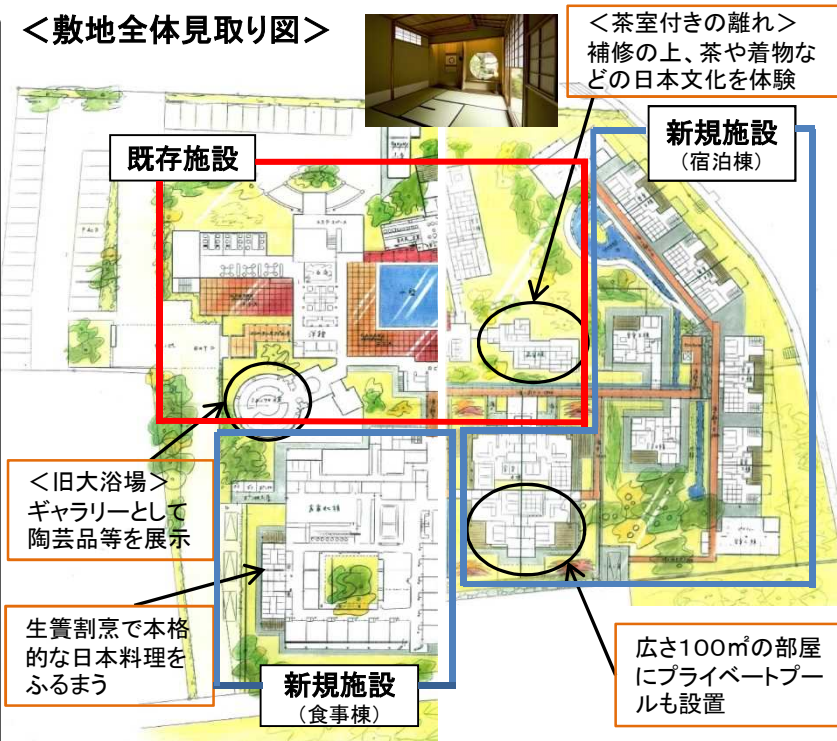 <敷地全体見取り図>
<茶室付きの離れ>
補修の上、茶や着物な
どの日本文化を体験
既存施設
新規施設
（宿泊棟）
<旧大浴場>
ギャラリーとして
陶芸品等を展示
生簀割烹で本格
的な日本料理を
ふるまう
新規施設
（食事棟）
広さ100㎡の部屋
にプライベートプー
ルも設置